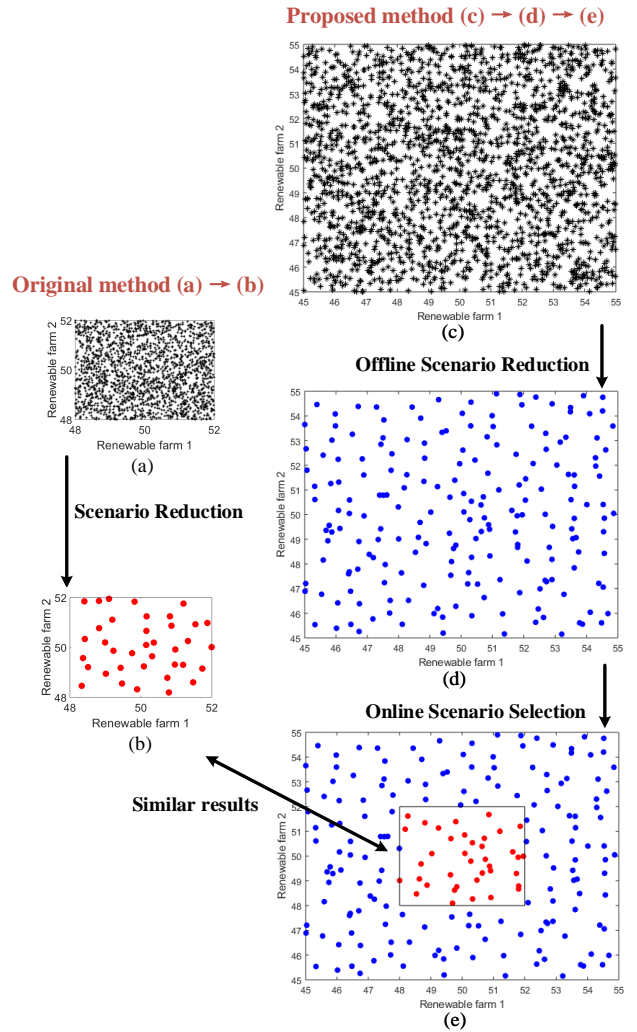 Proposed method (c) → (d) → (e)
55
54
53
52
51
50
49
48
47
46
45
Renewable farm 2
45 46 47 48 49 50 51 52 53 54 55
Renewable farm 1
(c)
Original method (a) → (b)
52
50
48
Renewable farm 2
48 50 52
Renewable farm 1
(a)
Offline Scenario Reduction
55
54
53
52
51
50
49
48
47
46
45
Renewable farm 2
45 46 47 48 49 50 51 52 53 54 55
Renewable farm 1
(d)
Scenario Reduction
52
50
48
Renewable farm 2
48 50 52
Renewable farm 1
(b)
Online Scenario Selection
Similar results
55
54
53
52
51
50
49
48
47
46
45
Renewable farm 2
45 46 47 48 49 50 51 52 53 54 55
Renewable farm 1
(e)